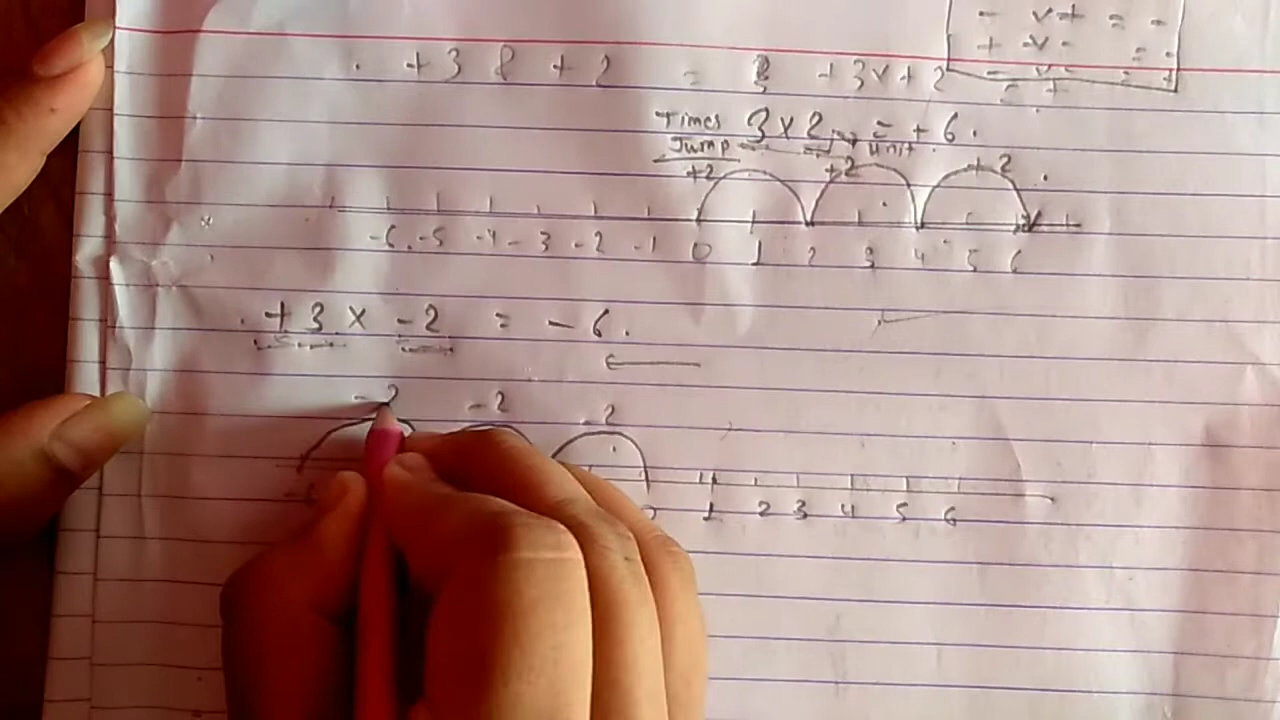 - v + = -
+ v - = -
- v - = +
. +3 & +2 = +3 v + 2
Times 3 x 2 = + 6 .
Jump unit
+2 +2 + 2 .
-6 -5 -4 -3 -2 -1 0 1 2 3 4 5 6
. +3 x -2 = -6 .
-2 -2 -2
1 2 3 4 5 6